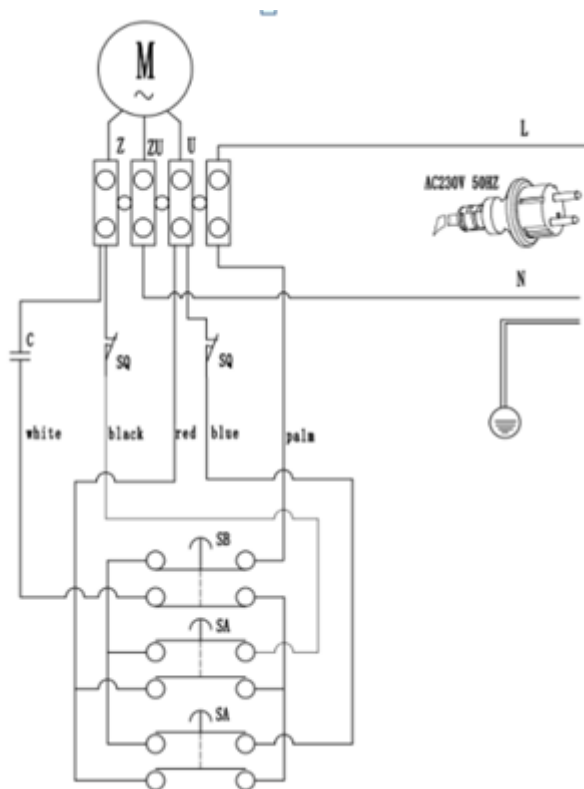 M
~
Z ZU U
L
AC230V 50HZ
N
C
SQ SQ
white black red blue palm
SB
SA
SA